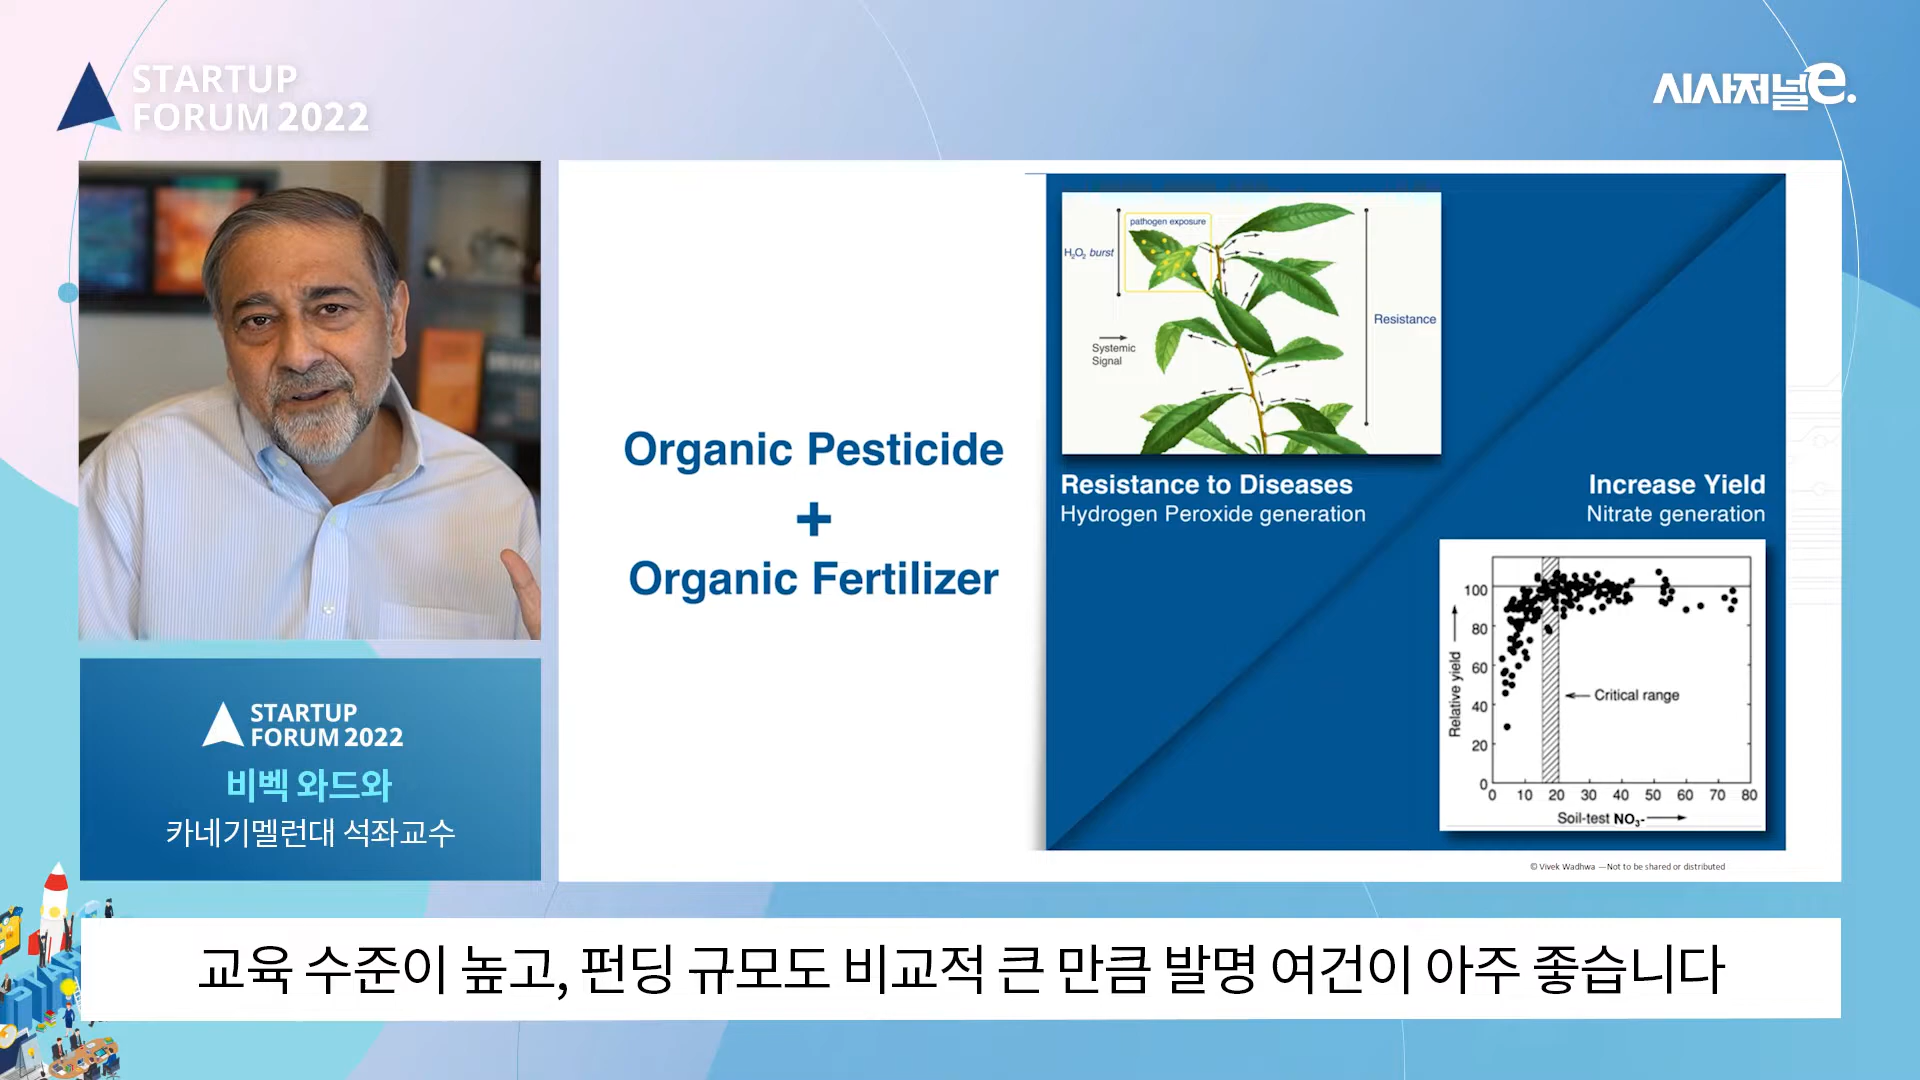 STARTUP
FORUM 2022
시사저널e.
pathogen exposure
H₂O₂ burst
Systemic
Signal
Resistance
Organic Pesticide
+
Organic Fertilizer
Resistance to Diseases
Hydrogen Peroxide generation
Increase Yield
Nitrate generation
100
80
60
40
20
0
Relative yield
Critical range
0 10 20 30 40 50 60 70 80
Soil-test NO₃-
© Vivek Wadhwa —Not to be shared or distributed
STARTUP
FORUM 2022
비벡 와드와
카네기멜런대 석좌교수
교육 수준이 높고, 펀딩 규모도 비교적 큰 만큼 발명 여건이 아주 좋습니다